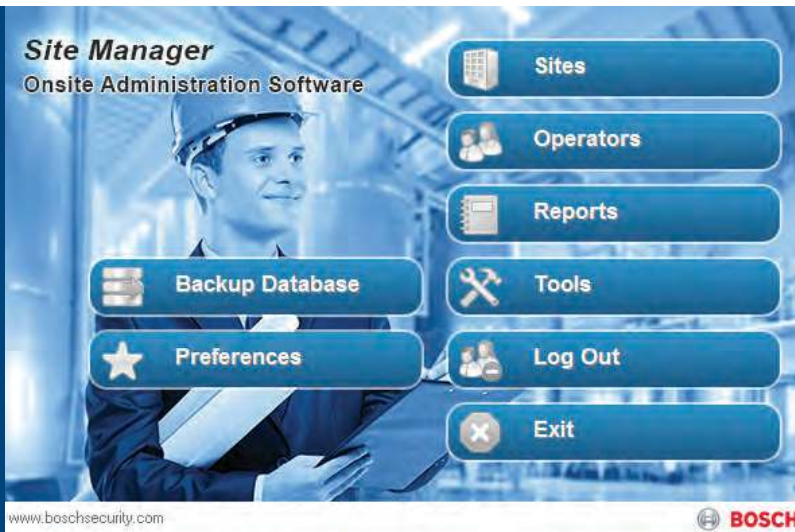 Site Manager
Onsite Administration Software
Sites
Operators
Reports
Backup Database
Tools
Preferences
Log Out
Exit
www.boschsecurity.com
BOSCH